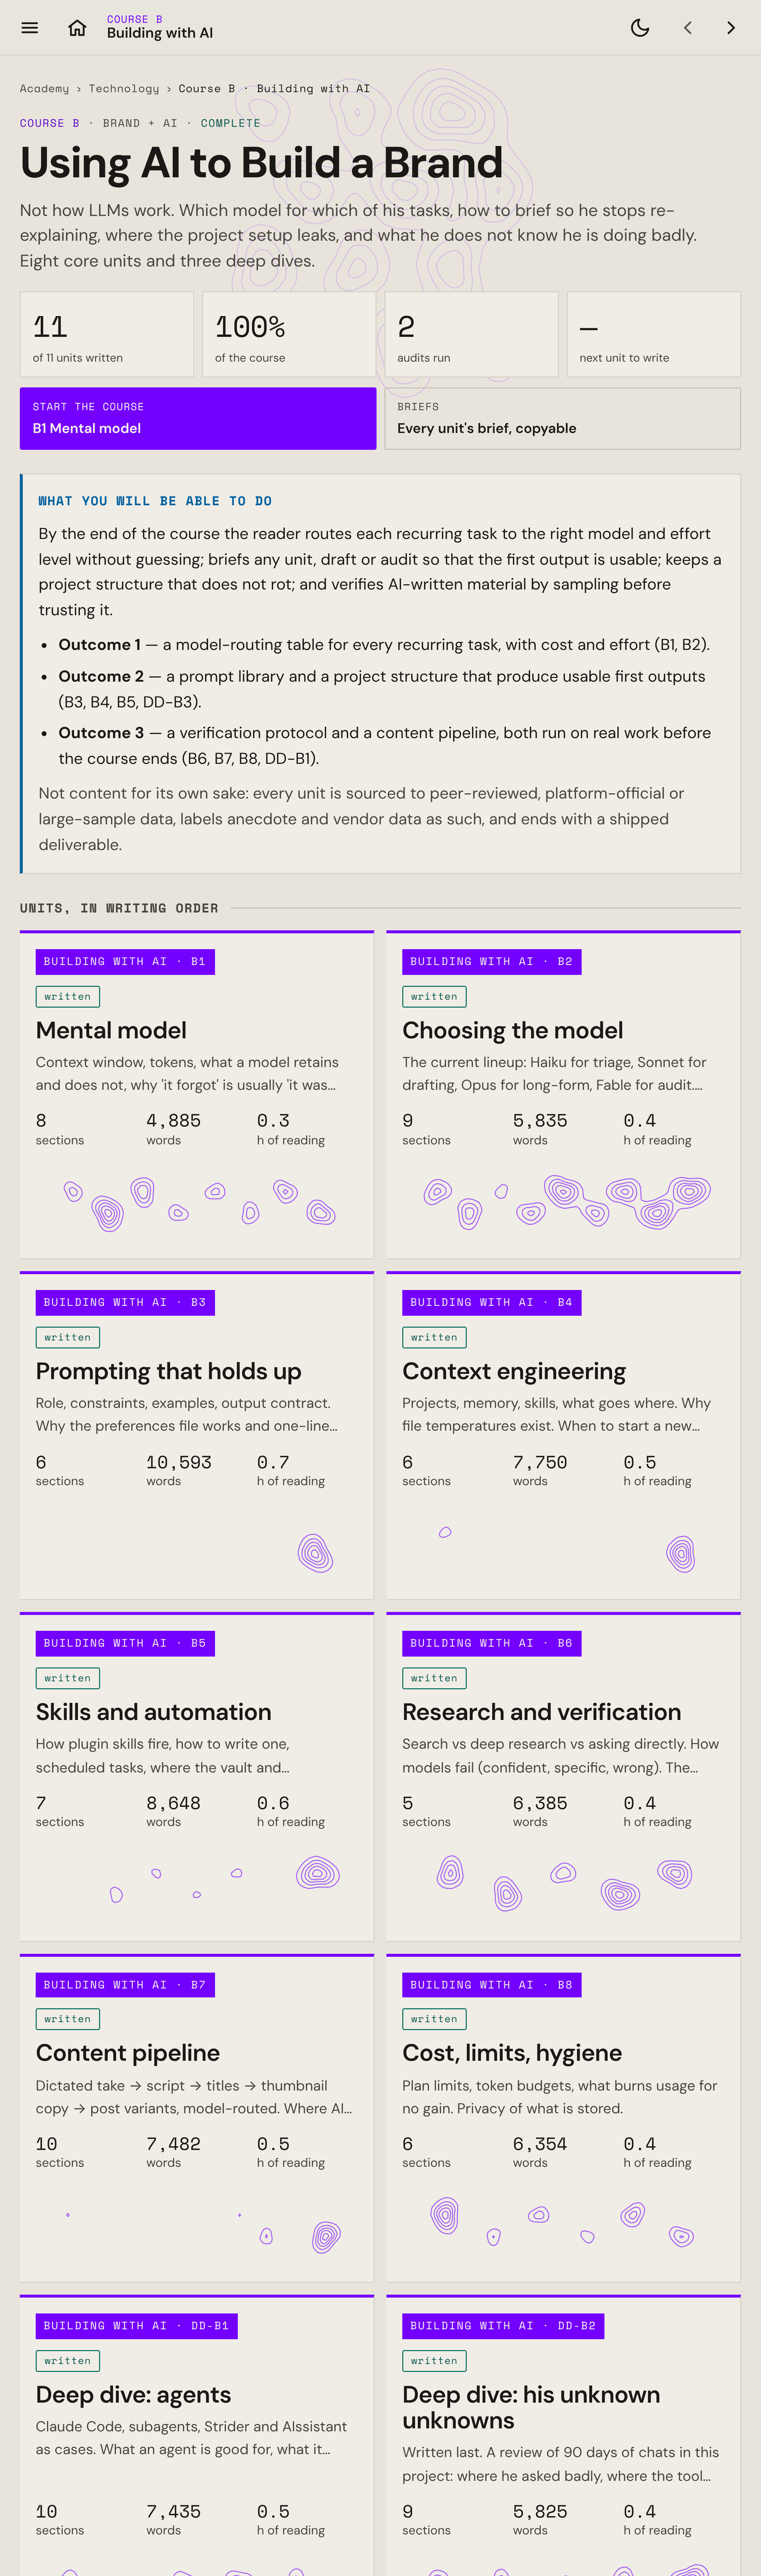 COURSE B
Building with AI
Academy › Technology › Course B · Building with AI
COURSE B · BRAND + AI · COMPLETE
Using AI to Build a Brand
Not how LLMs work. Which model for which of his tasks, how to brief so he stops re-
explaining, where the project setup leaks, and what he does not know he is doing badly.
Eight core units and three deep dives.
11
of 11 units written
100%
of the course
2
audits run
—
next unit to write
START THE COURSE
B1 Mental model
BRIEFS
Every unit's brief, copyable
WHAT YOU WILL BE ABLE TO DO
By the end of the course the reader routes each recurring task to the right model and effort
level without guessing; briefs any unit, draft or audit so that the first output is usable; keeps a
project structure that does not rot; and verifies AI-written material by sampling before
trusting it.
• Outcome 1 — a model-routing table for every recurring task, with cost and effort (B1, B2).
• Outcome 2 — a prompt library and a project structure that produce usable first outputs
(B3, B4, B5, DD-B3).
• Outcome 3 — a verification protocol and a content pipeline, both run on real work before
the course ends (B6, B7, B8, DD-B1).
Not content for its own sake: every unit is sourced to peer-reviewed, platform-official or
large-sample data, labels anecdote and vendor data as such, and ends with a shipped
deliverable.
UNITS, IN WRITING ORDER
BUILDING WITH AI · B1
written
Mental model
Context window, tokens, what a model retains
and does not, why 'it forgot' is usually 'it was…
8 4,885 0.3
sections words h of reading
BUILDING WITH AI · B2
written
Choosing the model
The current lineup: Haiku for triage, Sonnet for
drafting, Opus for long-form, Fable for audit.…
9 5,835 0.4
sections words h of reading
BUILDING WITH AI · B3
written
Prompting that holds up
Role, constraints, examples, output contract.
Why the preferences file works and one-line…
6 10,593 0.7
sections words h of reading
BUILDING WITH AI · B4
written
Context engineering
Projects, memory, skills, what goes where. Why
file temperatures exist. When to start a new…
6 7,750 0.5
sections words h of reading
BUILDING WITH AI · B5
written
Skills and automation
How plugin skills fire, how to write one,
scheduled tasks, where the vault and…
7 8,648 0.6
sections words h of reading
BUILDING WITH AI · B6
written
Research and verification
Search vs deep research vs asking directly. How
models fail (confident, specific, wrong). The…
5 6,385 0.4
sections words h of reading
BUILDING WITH AI · B7
written
Content pipeline
Dictated take → script → titles → thumbnail
copy → post variants, model-routed. Where AI…
10 7,482 0.5
sections words h of reading
BUILDING WITH AI · B8
written
Cost, limits, hygiene
Plan limits, token budgets, what burns usage for
no gain. Privacy of what is stored.
6 6,354 0.4
sections words h of reading
BUILDING WITH AI · DD-B1
written
Deep dive: agents
Claude Code, subagents, Strider and AIssistant
as cases. What an agent is good for, what it…
10 7,435 0.5
sections words h of reading
BUILDING WITH AI · DD-B2
written
Deep dive: his unknown
unknowns
Written last. A review of 90 days of chats in this
project: where he asked badly, where the tool…
9 5,825 0.4
sections words h of reading